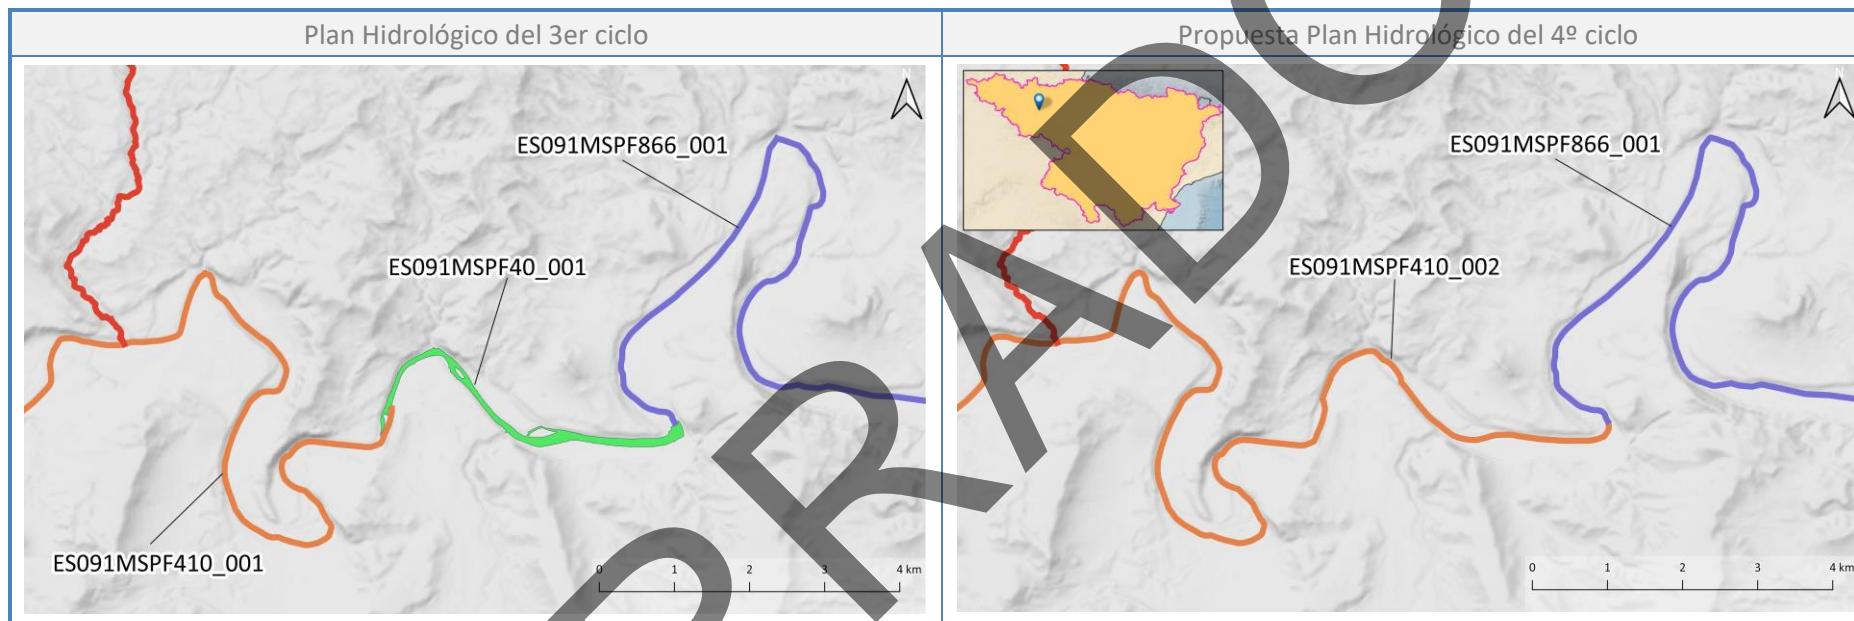 Plan Hidrológico del 3er ciclo
Propuesta Plan Hidrológico del 4º ciclo
ES091MSPF866_001
ES091MSPF40_001
ES091MSPF410_001
0 1 2 3 4 km
N
ES091MSPF866_001
ES091MSPF410_002
0 1 2 3 4 km
PRADO